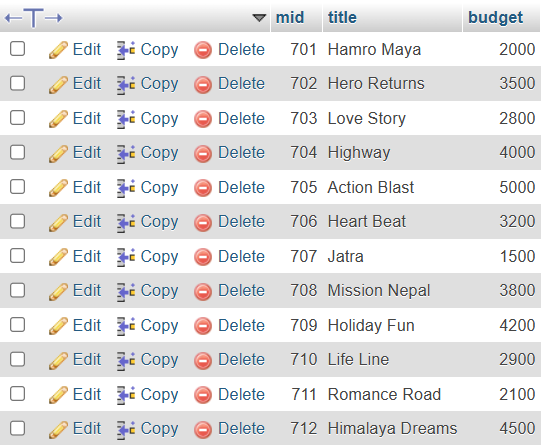 mid title budget
Edit Copy Delete 701 Hamro Maya 2000
Edit Copy Delete 702 Hero Returns 3500
Edit Copy Delete 703 Love Story 2800
Edit Copy Delete 704 Highway 4000
Edit Copy Delete 705 Action Blast 5000
Edit Copy Delete 706 Heart Beat 3200
Edit Copy Delete 707 Jatra 1500
Edit Copy Delete 708 Mission Nepal 3800
Edit Copy Delete 709 Holiday Fun 4200
Edit Copy Delete 710 Life Line 2900
Edit Copy Delete 711 Romance Road 2100
Edit Copy Delete 712 Himalaya Dreams 4500